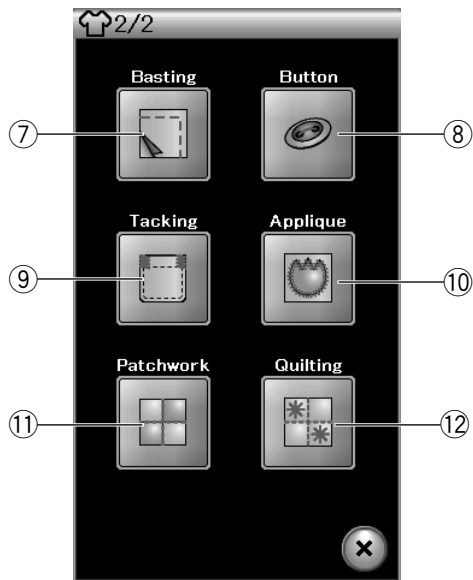 2/2
Basting Button
⑦ ⑧
Tacking Applique
⑨ ⑩
Patchwork Quilting
⑪ ⑫